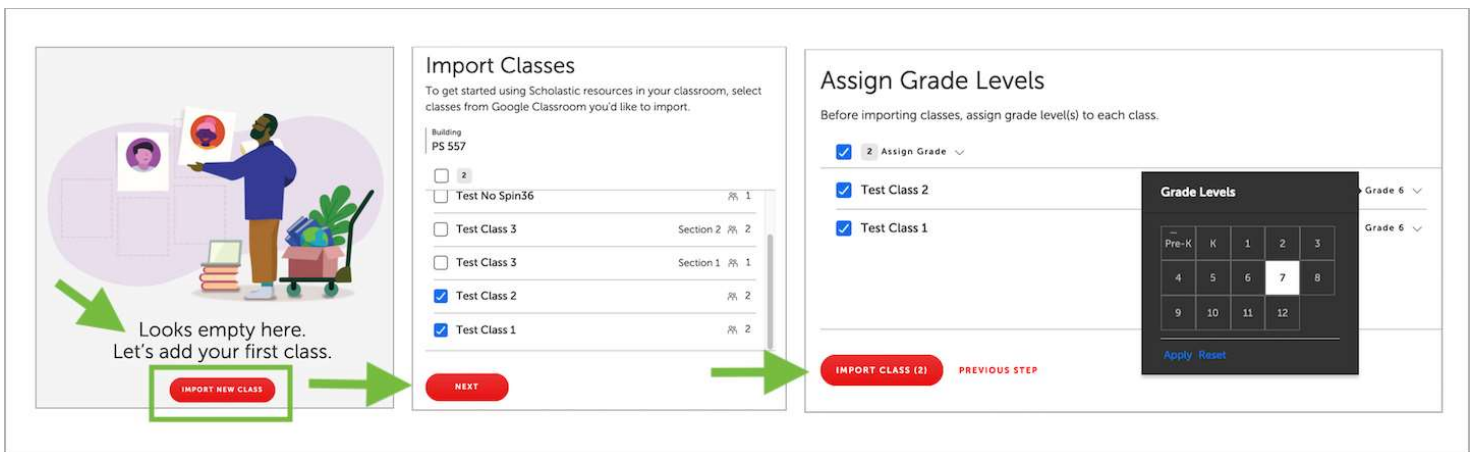 Looks empty here.
Let's add your first class.
IMPORT NEW CLASS
Import Classes
To get started using Scholastic resources in your classroom, select
classes from Google Classroom you'd like to import.
Building
PS 557
2
Test No Spin36 1
Test Class 3 Section 2 2
Test Class 3 Section 1 1
Test Class 2 2
Test Class 1 2
NEXT
Assign Grade Levels
Before importing classes, assign grade level(s) to each class.
2 Assign Grade
Test Class 2 Grade 6
Test Class 1 Grade 6
Grade Levels
Pre-K K 1 2 3
4 5 6 7 8
9 10 11 12
Apply Reset
IMPORT CLASS (2) PREVIOUS STEP